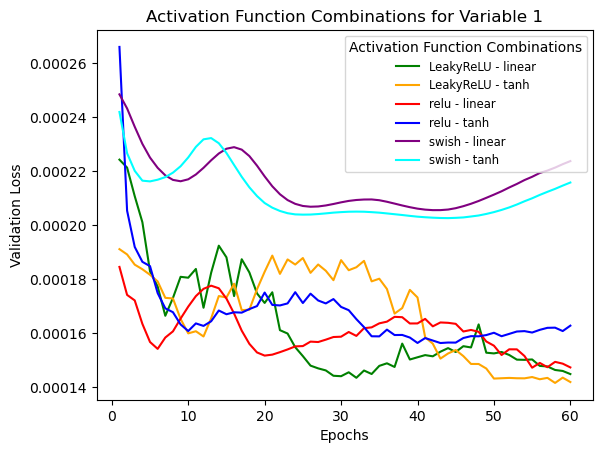 Activation Function Combinations for Variable 1
Activation Function Combinations
LeakyReLU - linear
LeakyReLU - tanh
relu - linear
relu - tanh
swish - linear
swish - tanh
Validation Loss
0.00026
0.00024
0.00022
0.00020
0.00018
0.00016
0.00014
0 10 20 30 40 50 60
Epochs